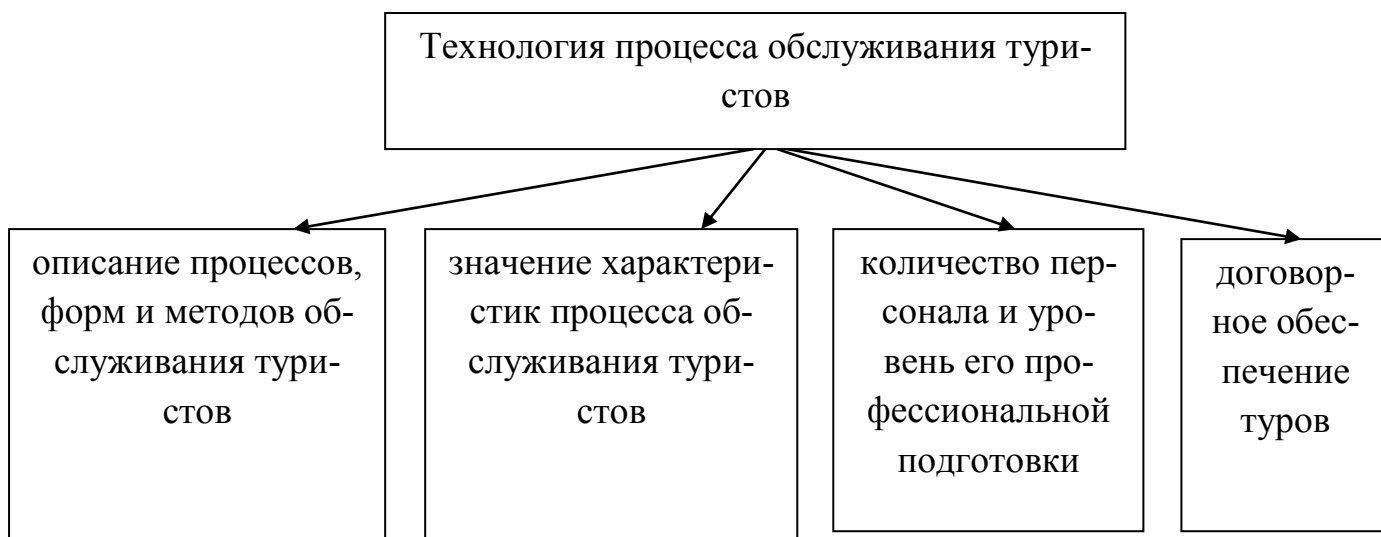 Технология процесса обслуживания тури-
стов
описание процессов,
форм и методов об-
служивания тури-
стов
значение характери-
стик процесса об-
служивания тури-
стов
количество пер-
сонала и уро-
вень его про-
фессиональной
подготовки
договор-
ное обес-
печение
туров